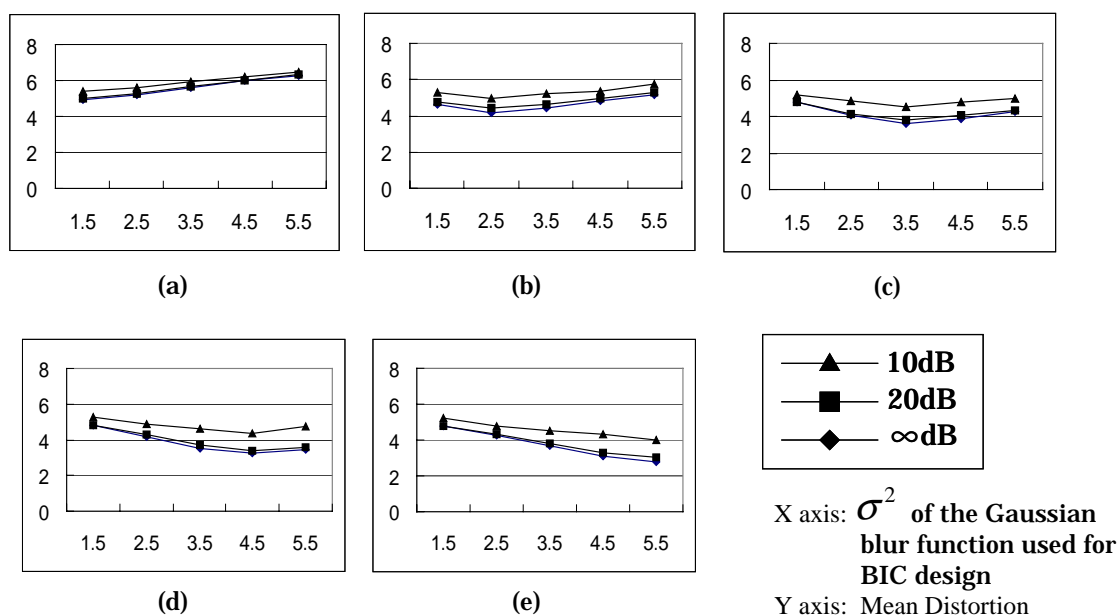 8
6
4
2
0
1.5 2.5 3.5 4.5 5.5
(a)
8
6
4
2
0
1.5 2.5 3.5 4.5 5.5
(b)
8
6
4
2
0
1.5 2.5 3.5 4.5 5.5
(c)
8
6
4
2
0
1.5 2.5 3.5 4.5 5.5
(d)
8
6
4
2
0
1.5 2.5 3.5 4.5 5.5
(e)
10dB
20dB
∞dB
X axis: σ² of the Gaussian
blur function used for
BIC design
Y axis: Mean Distortion